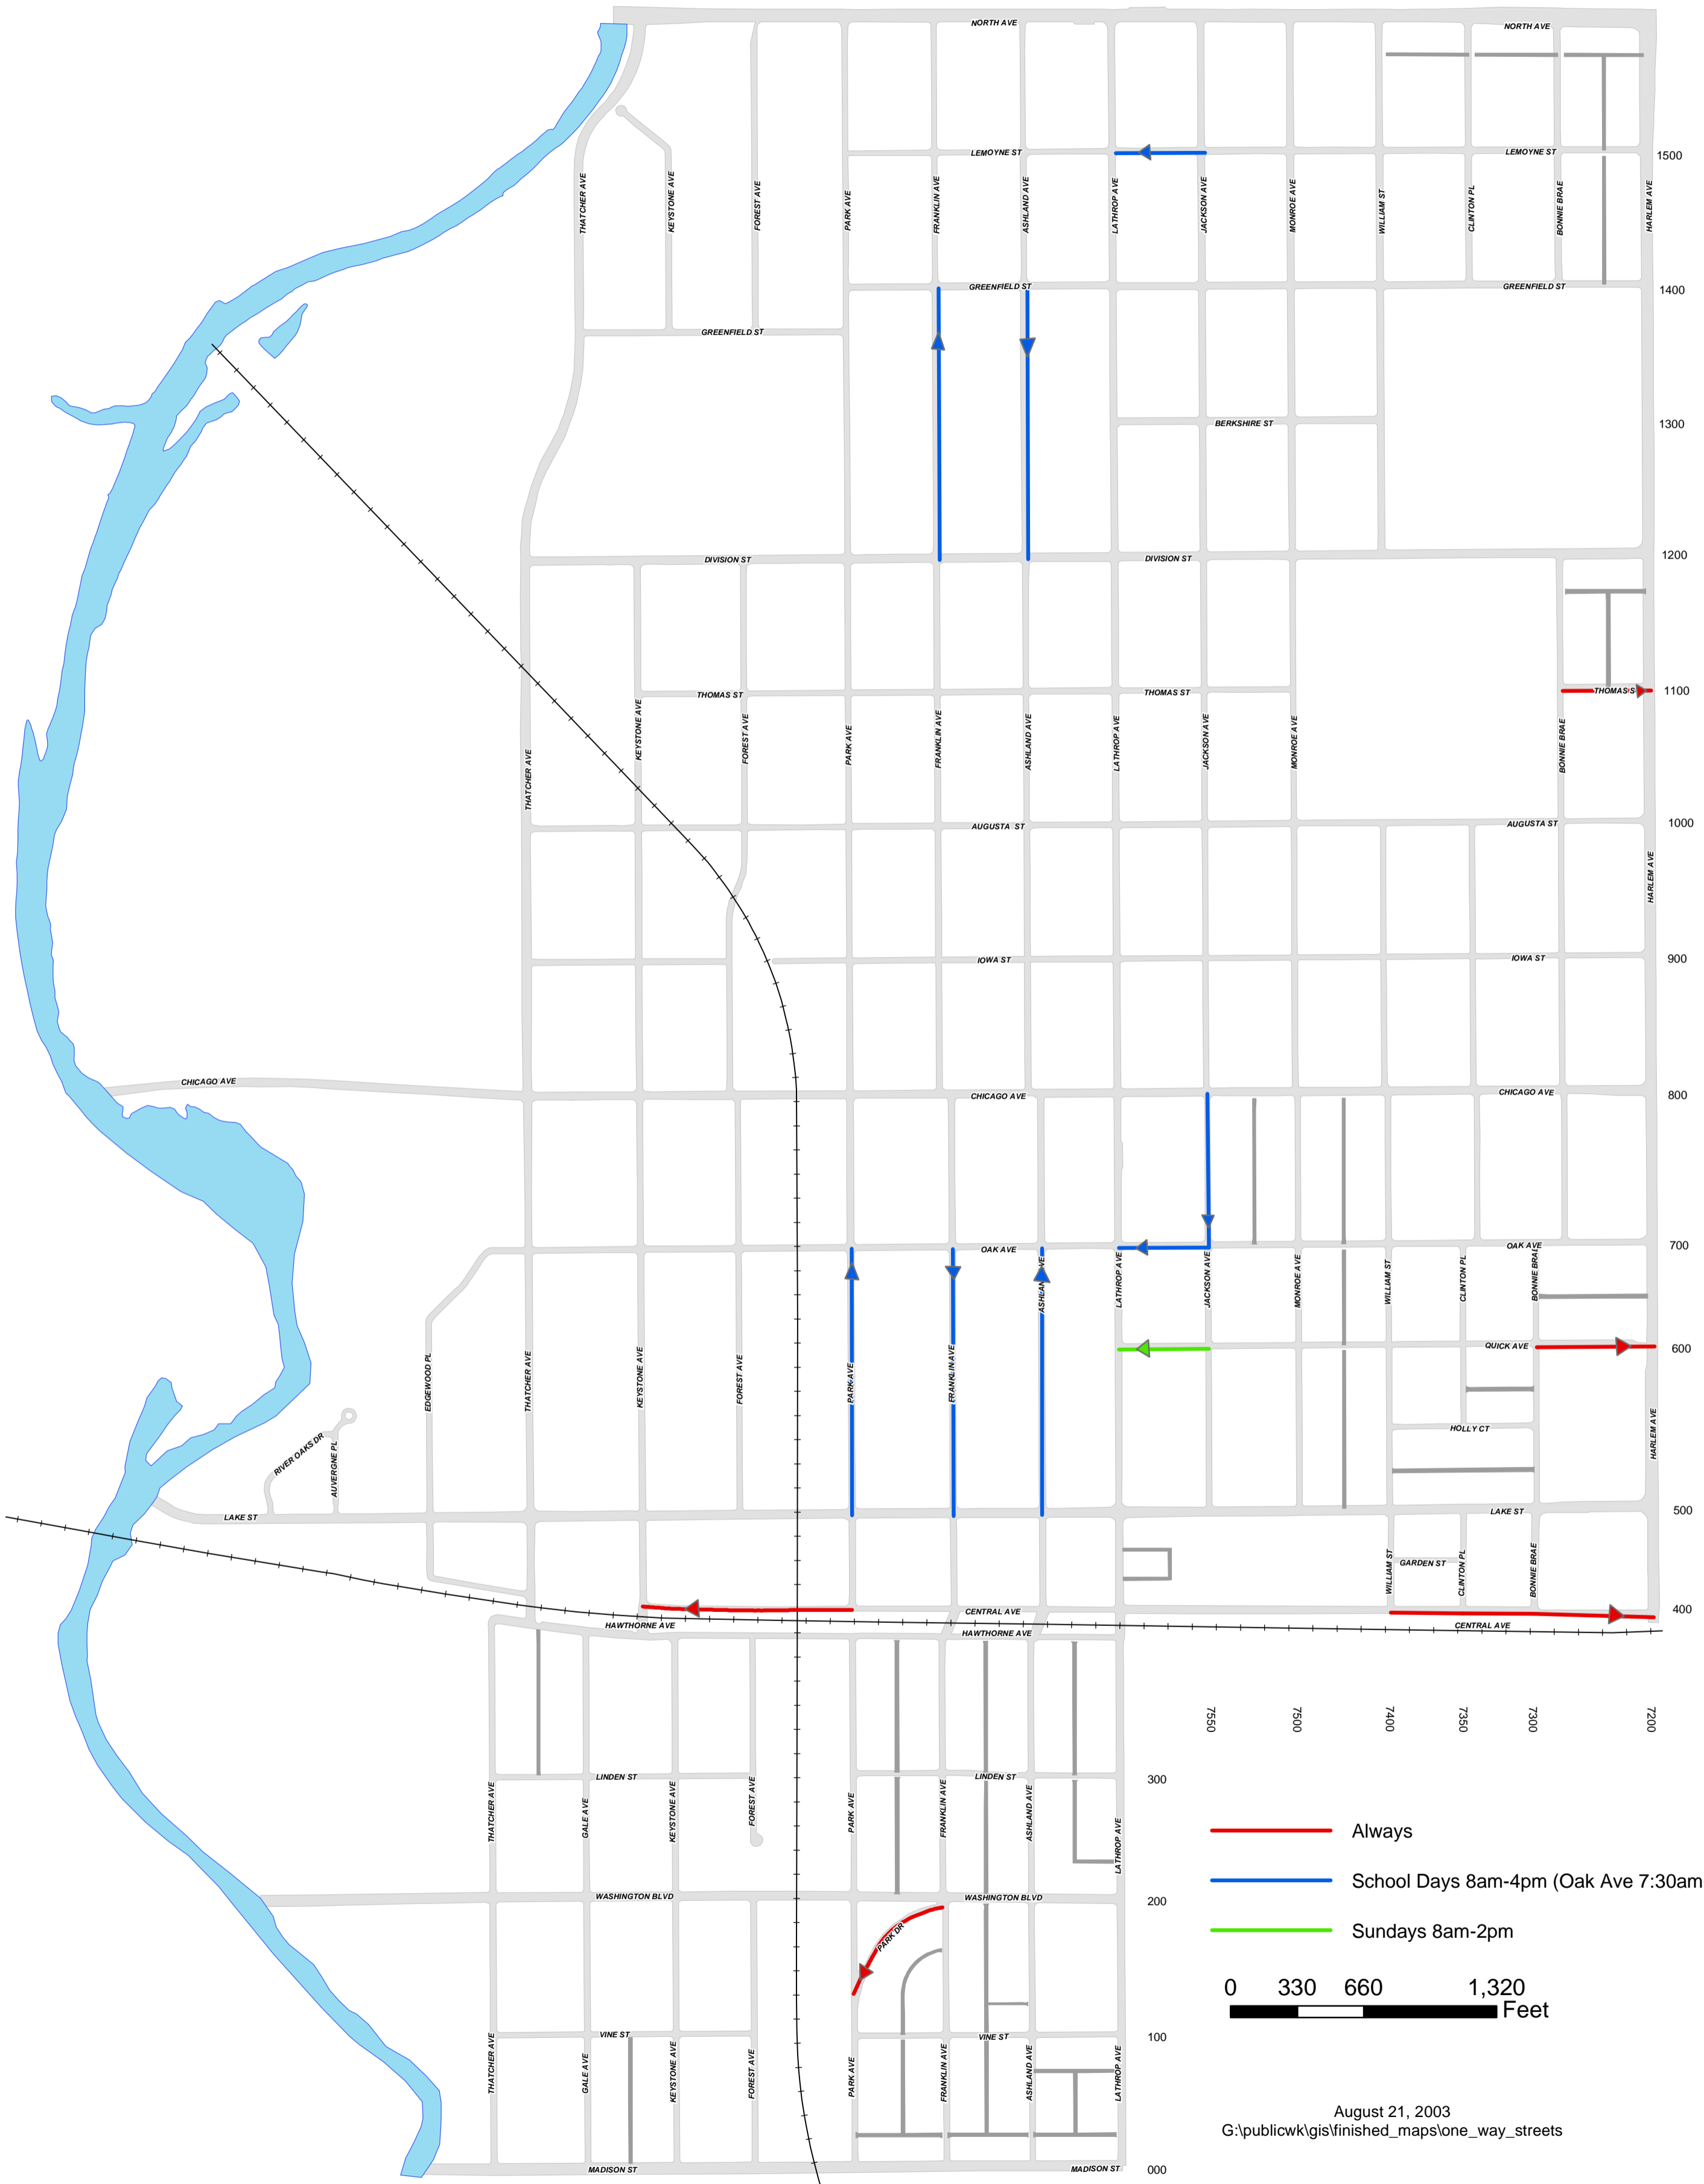 NORTH AVE
NORTH AVE
LEMOYNE ST
LEMOYNE ST
1500
THATCHER AVE
KEYSTONE AVE
FOREST AVE
PARK AVE
FRANKLIN AVE
ASHLAND AVE
LATHROP AVE
JACKSON AVE
MONROE AVE
WILLIAM ST
CLINTON PL
BONNIE BRAE
HARLEM AVE
GREENFIELD ST
GREENFIELD ST
1400
GREENFIELD ST
BERKSHIRE ST
1300
DIVISION ST
DIVISION ST
1200
THOMAS ST
THOMAS ST
THOMAS S
1100
THATCHER AVE
KEYSTONE AVE
FOREST AVE
PARK AVE
FRANKLIN AVE
ASHLAND AVE
LATHROP AVE
JACKSON AVE
MONROE AVE
BONNIE BRAE
AUGUSTA ST
AUGUSTA ST
1000
HARLEM AVE
IOWA ST
IOWA ST
900
CHICAGO AVE
CHICAGO AVE
CHICAGO AVE
800
OAK AVE
OAK AVE
700
EDGEWOOD PL
THATCHER AVE
KEYSTONE AVE
FOREST AVE
PARK AVE
FRANKLIN AVE
ASHLAND AVE
LATHROP AVE
JACKSON AVE
MONROE AVE
WILLIAM ST
CLINTON PL
BONNIE BRAE
QUICK AVE
600
HOLLY CT
HARLEM AVE
RIVER OAKS DR
AUVERGNE PL
LAKE ST
LAKE ST
500
WILLIAM ST
GARDEN ST
CLINTON PL
BONNIE BRAE
CENTRAL AVE
400
HAWTHORNE AVE
HAWTHORNE AVE
CENTRAL AVE
7550
7500
7400
7350
7300
7200
LINDEN ST
LINDEN ST
300
THATCHER AVE
GALE AVE
KEYSTONE AVE
FOREST AVE
PARK AVE
FRANKLIN AVE
ASHLAND AVE
LATHROP AVE
Always
School Days 8am-4pm (Oak Ave 7:30am
WASHINGTON BLVD
WASHINGTON BLVD
200
Sundays 8am-2pm
PARK DR
0 330 660 1,320
Feet
VINE ST
VINE ST
100
THATCHER AVE
GALE AVE
KEYSTONE AVE
FOREST AVE
PARK AVE
FRANKLIN AVE
ASHLAND AVE
LATHROP AVE
August 21, 2003
G:\publicwk\gis\finished_maps\one_way_streets
MADISON ST
MADISON ST
000